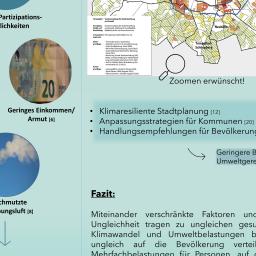 Partizipations-
lichkeiten
Zoomen erwünscht!
Geringes Einkommen/
Armut [6]
• Klimaresiliente Stadtplanung [12]
• Anpassungsstrategien für Kommunen [20]
• Handlungsempfehlungen für Bevölkerung
Geringere B
Umweltgere
chmutzte
ungsluft [8]
Fazit:
Miteinander verschränkte Faktoren und
Ungleichheit tragen zu ungleichen gesu
Klimawandel und Umweltbelastungen b
ungleich auf die Bevölkerung verteil
Mehrfachbelastungen für Personen, auf d